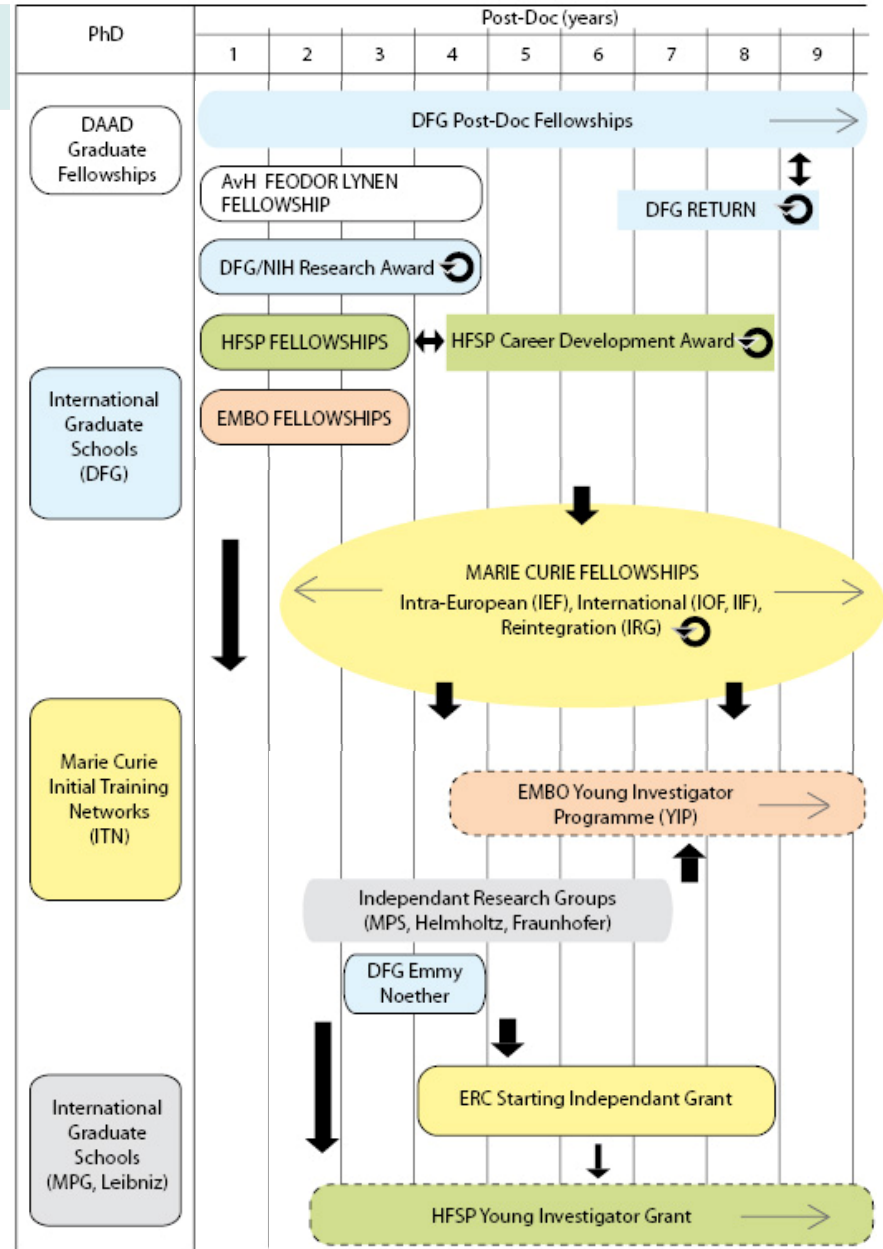 PhD
Post-Doc (years)
1 2 3 4 5 6 7 8 9
DAAD
Graduate
Fellowships
DFG Post-Doc Fellowships
AvH FEODOR LYNEN
FELLOWSHIP
DFG RETURN
DFG/NIH Research Award
HFSP FELLOWSHIPS
HFSP Career Development Award
International
Graduate
Schools
(DFG)
EMBO FELLOWSHIPS
MARIE CURIE FELLOWSHIPS
Intra-European (IEF), International (IOF, IIF),
Reintegration (IRG)
Marie Curie
Initial Training
Networks
(ITN)
EMBO Young Investigator
Programme (YIP)
Independant Research Groups
(MPS, Helmholtz, Fraunhofer)
DFG Emmy
Noether
International
Graduate
Schools
(MPG, Leibniz)
ERC Starting Independant Grant
HFSP Young Investigator Grant